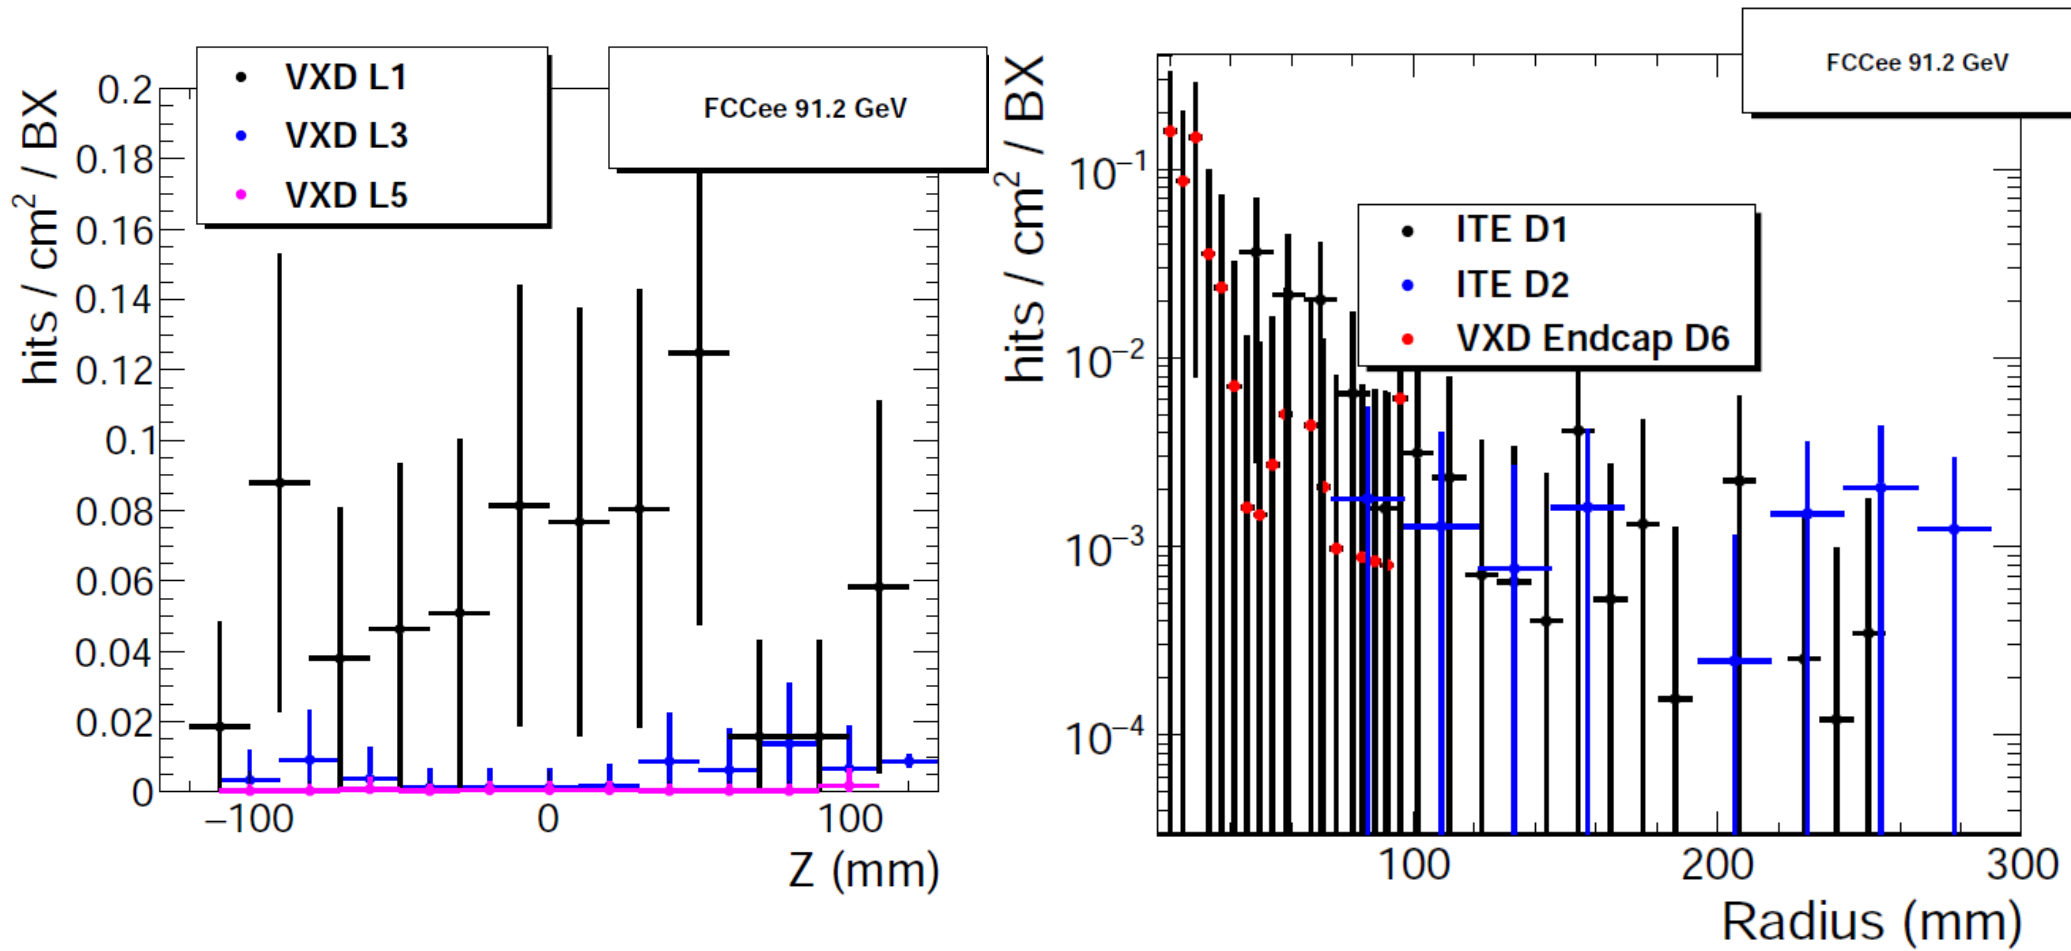 VXD L1
VXD L3
VXD L5
FCCee 91.2 GeV
hits / cm² / BX
0.2
0.18
0.16
0.14
0.12
0.1
0.08
0.06
0.04
0.02
0
−100
0
100
Z (mm)
FCCee 91.2 GeV
ITE D1
ITE D2
VXD Endcap D6
hits / cm² / BX
10⁻¹
10⁻²
10⁻³
10⁻⁴
100
200
300
Radius (mm)